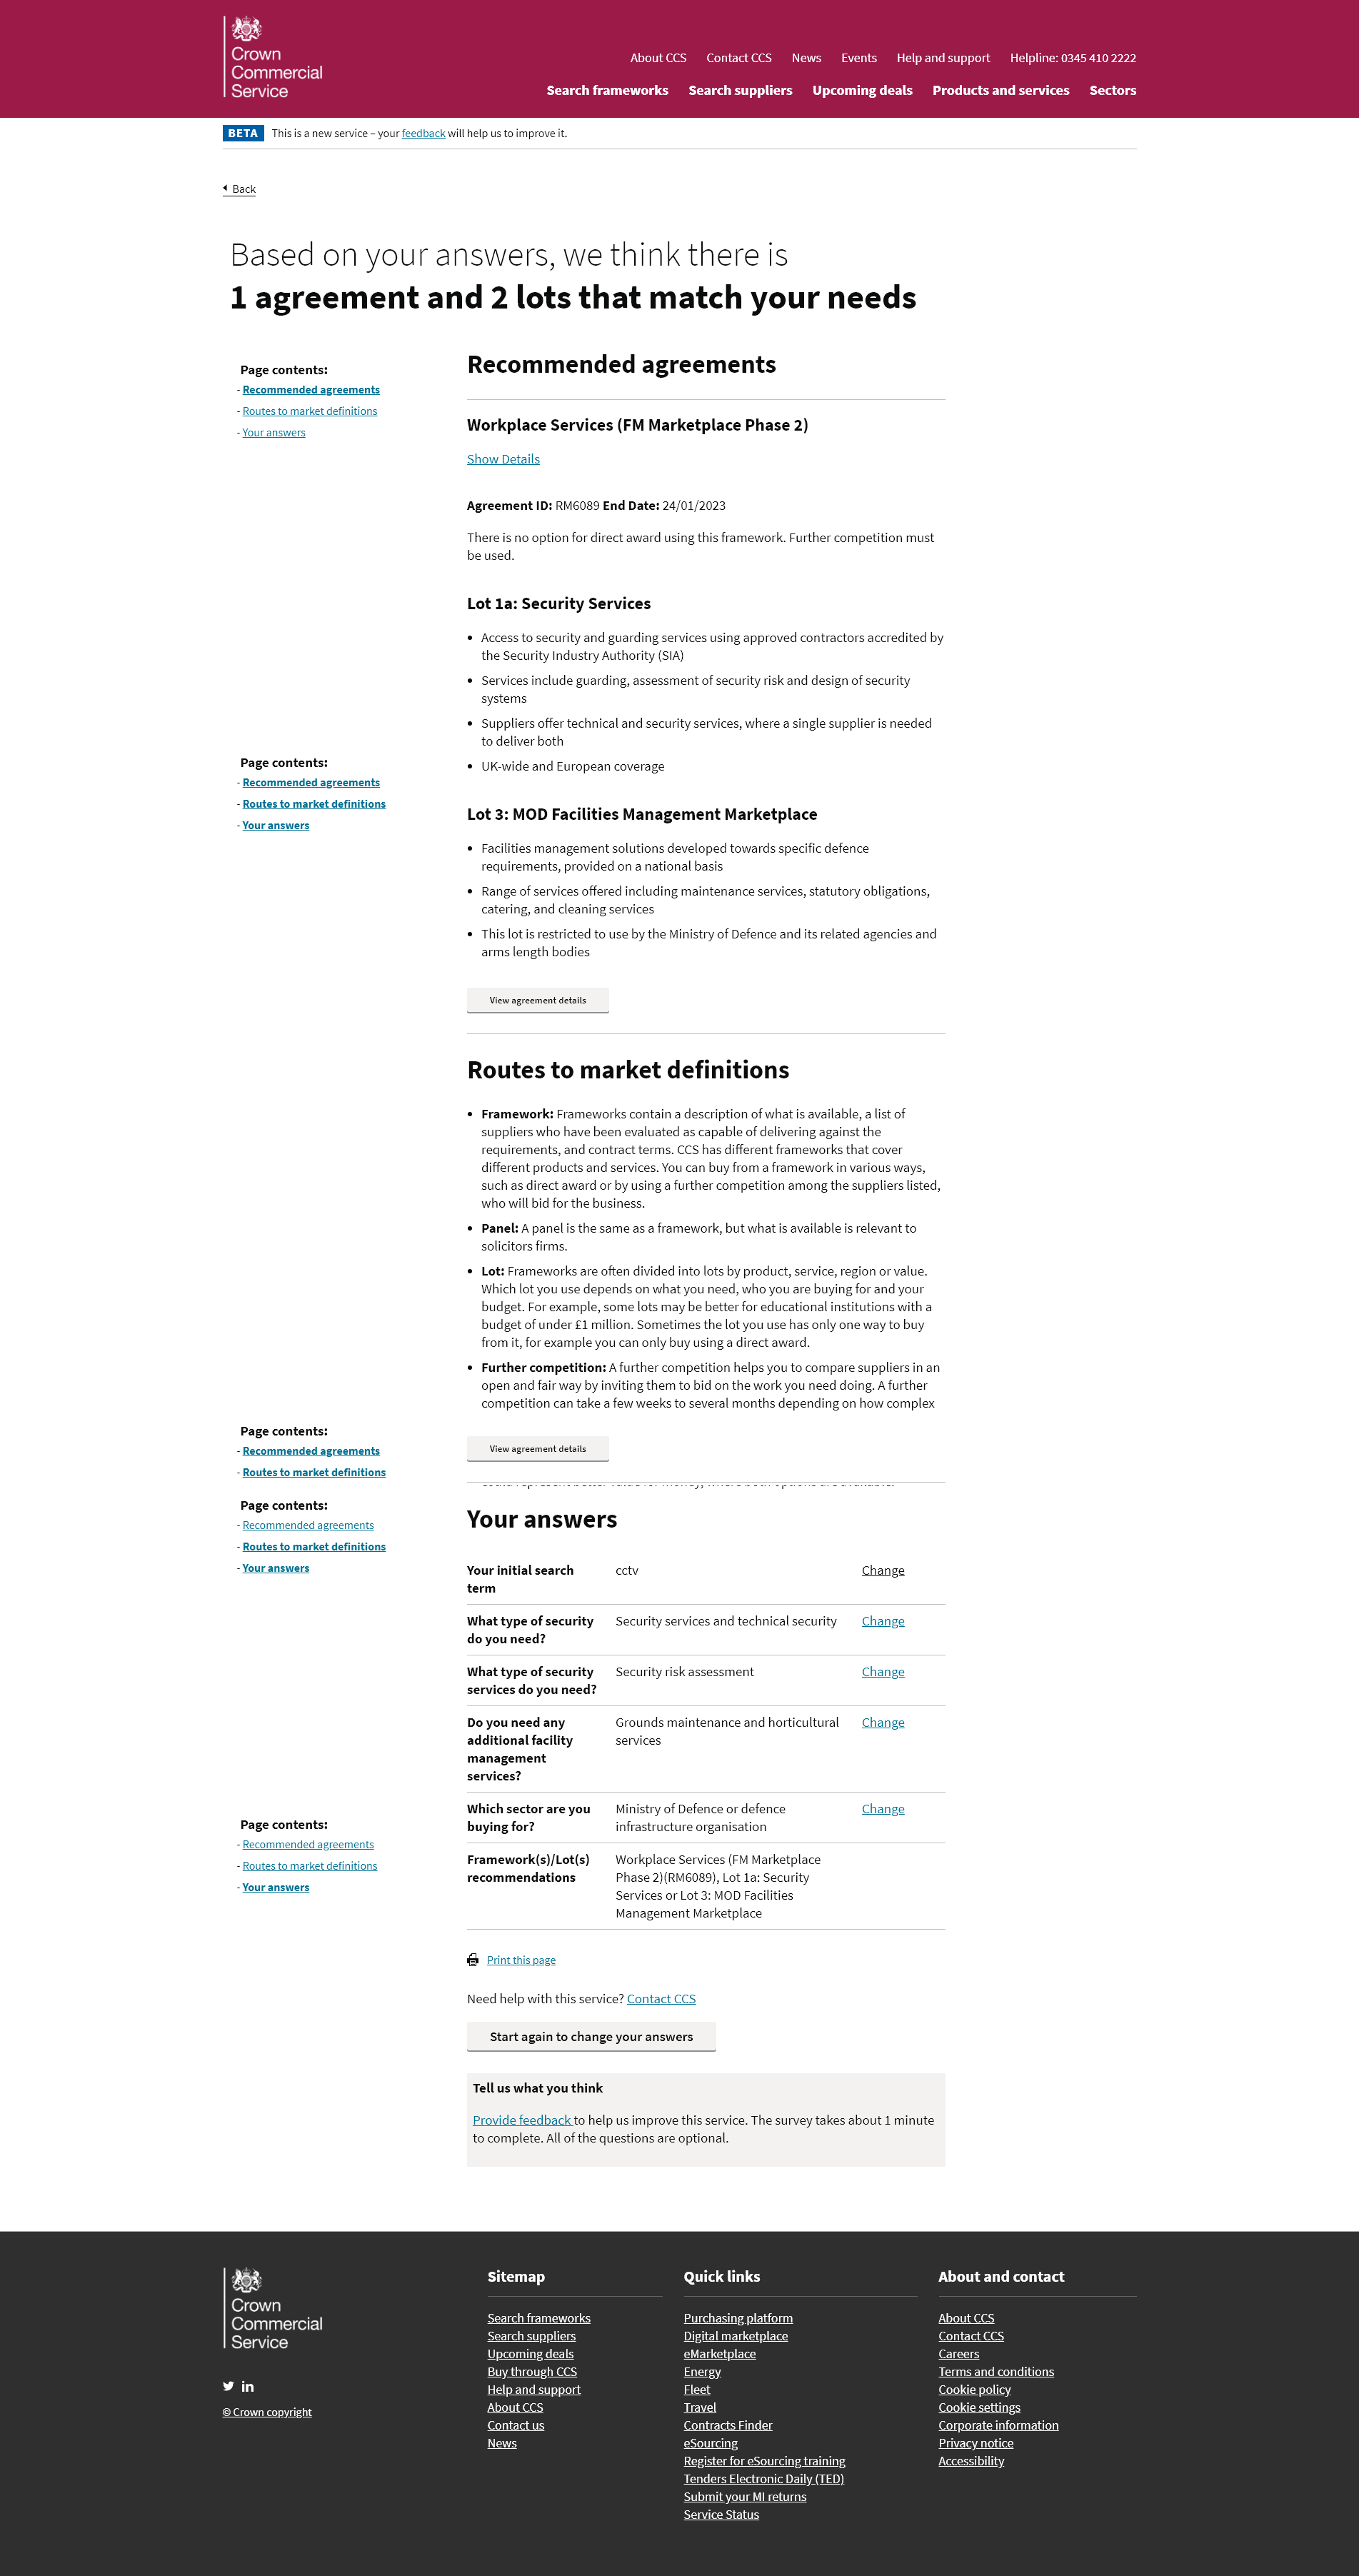 Crown
Commercial
Service
About CCS
Contact CCS
News
Events
Help and support
Helpline: 0345 410 2222
Search frameworks
Search suppliers
Upcoming deals
Products and services
Sectors
BETA This is a new service – your feedback will help us to improve it.
Back
Based on your answers, we think there is
1 agreement and 2 lots that match your needs
Page contents:
- Recommended agreements
- Routes to market definitions
- Your answers
Recommended agreements
Workplace Services (FM Marketplace Phase 2)
Show Details
Agreement ID: RM6089 End Date: 24/01/2023
There is no option for direct award using this framework. Further competition must
be used.
Lot 1a: Security Services
Access to security and guarding services using approved contractors accredited by
the Security Industry Authority (SIA)
Services include guarding, assessment of security risk and design of security
systems
Suppliers offer technical and security services, where a single supplier is needed
to deliver both
UK-wide and European coverage
Page contents:
- Recommended agreements
- Routes to market definitions
- Your answers
Lot 3: MOD Facilities Management Marketplace
Facilities management solutions developed towards specific defence
requirements, provided on a national basis
Range of services offered including maintenance services, statutory obligations,
catering, and cleaning services
This lot is restricted to use by the Ministry of Defence and its related agencies and
arms length bodies
View agreement details
Routes to market definitions
Framework: Frameworks contain a description of what is available, a list of
suppliers who have been evaluated as capable of delivering against the
requirements, and contract terms. CCS has different frameworks that cover
different products and services. You can buy from a framework in various ways,
such as direct award or by using a further competition among the suppliers listed,
who will bid for the business.
Panel: A panel is the same as a framework, but what is available is relevant to
solicitors firms.
Lot: Frameworks are often divided into lots by product, service, region or value.
Which lot you use depends on what you need, who you are buying for and your
budget. For example, some lots may be better for educational institutions with a
budget of under £1 million. Sometimes the lot you use has only one way to buy
from it, for example you can only buy using a direct award.
Further competition: A further competition helps you to compare suppliers in an
open and fair way by inviting them to bid on the work you need doing. A further
competition can take a few weeks to several months depending on how complex
Page contents:
- Recommended agreements
- Routes to market definitions
View agreement details
Page contents:
- Recommended agreements
- Routes to market definitions
- Your answers
Your answers
Your initial search
term
cctv
Change
What type of security
do you need?
Security services and technical security
Change
What type of security
services do you need?
Security risk assessment
Change
Do you need any
additional facility
management
services?
Grounds maintenance and horticultural
services
Change
Which sector are you
buying for?
Ministry of Defence or defence
infrastructure organisation
Change
Page contents:
- Recommended agreements
- Routes to market definitions
- Your answers
Framework(s)/Lot(s)
recommendations
Workplace Services (FM Marketplace
Phase 2)(RM6089), Lot 1a: Security
Services or Lot 3: MOD Facilities
Management Marketplace
Print this page
Need help with this service? Contact CCS
Start again to change your answers
Tell us what you think
Provide feedback to help us improve this service. The survey takes about 1 minute
to complete. All of the questions are optional.
Crown
Commercial
Service
© Crown copyright
Sitemap
Search frameworks
Search suppliers
Upcoming deals
Buy through CCS
Help and support
About CCS
Contact us
News
Quick links
Purchasing platform
Digital marketplace
eMarketplace
Energy
Fleet
Travel
Contracts Finder
eSourcing
Register for eSourcing training
Tenders Electronic Daily (TED)
Submit your MI returns
Service Status
About and contact
About CCS
Contact CCS
Careers
Terms and conditions
Cookie policy
Cookie settings
Corporate information
Privacy notice
Accessibility